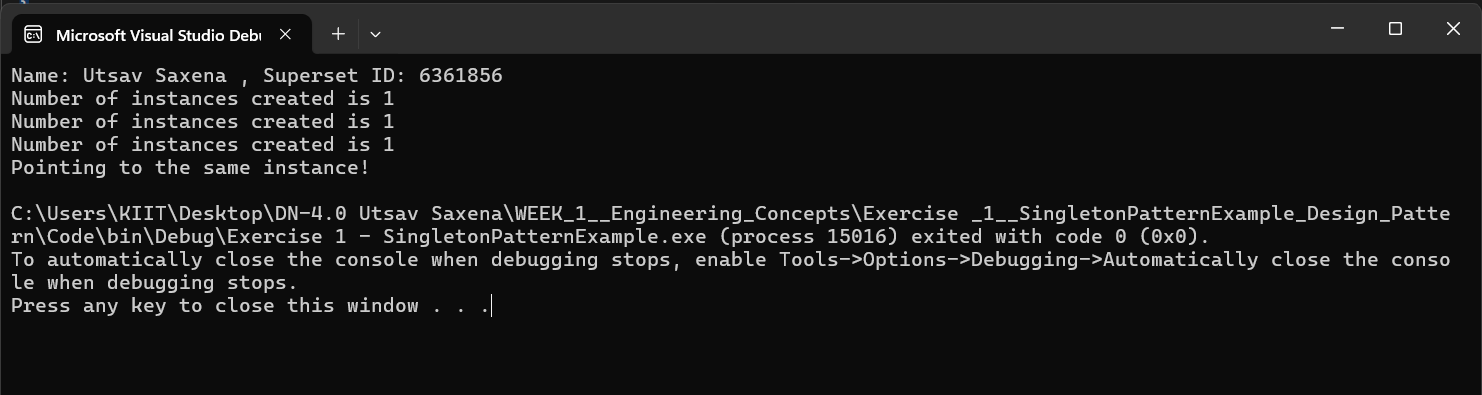 Microsoft Visual Studio Debu
Name: Utsav Saxena , Superset ID: 6361856
Number of instances created is 1
Number of instances created is 1
Number of instances created is 1
Pointing to the same instance!
C:\Users\KIIT\Desktop\DN-4.0 Utsav Saxena\WEEK_1__Engineering_Concepts\Exercise _1__SingletonPatternExample_Design_Patte
rn\Code\bin\Debug\Exercise 1 - SingletonPatternExample.exe (process 15016) exited with code 0 (0x0).
To automatically close the console when debugging stops, enable Tools->Options->Debugging->Automatically close the conso
le when debugging stops.
Press any key to close this window . . .